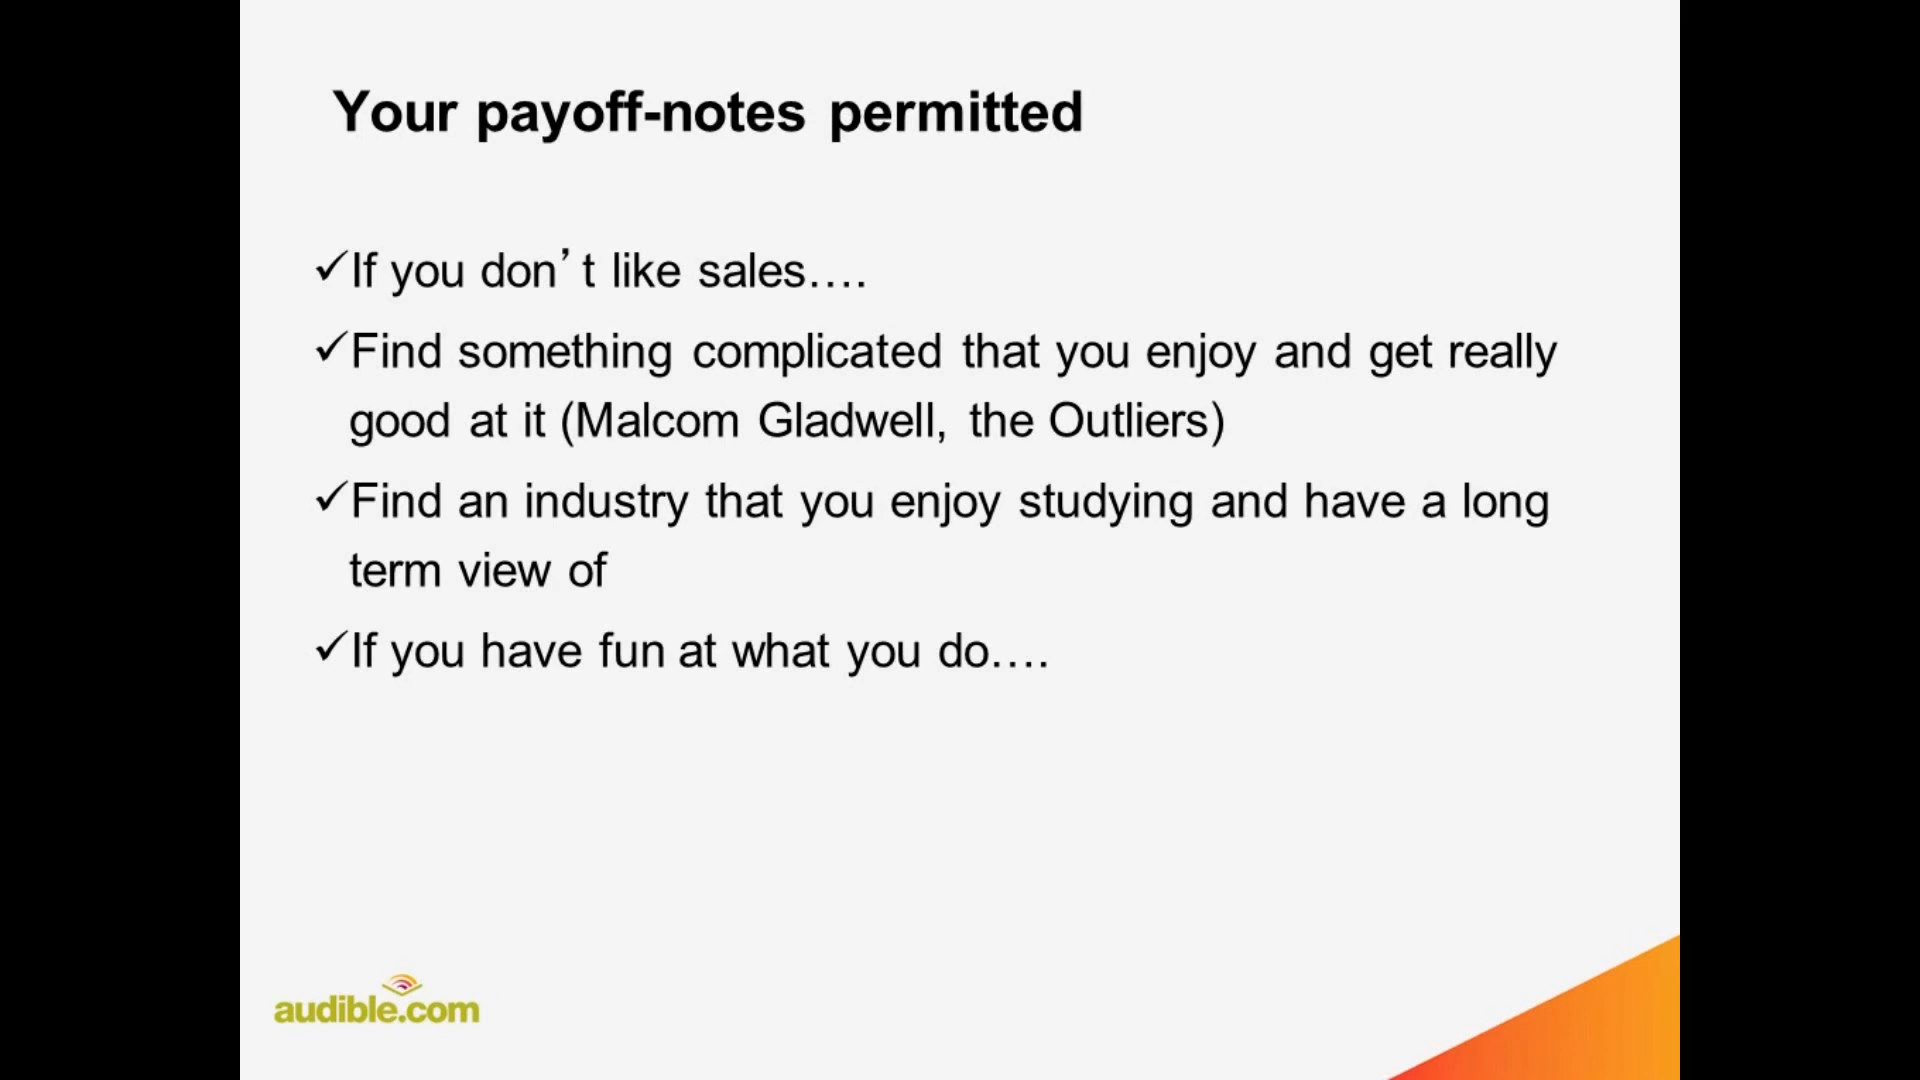 Your payoff-notes permitted
✓If you don’t like sales....
✓Find something complicated that you enjoy and get really
good at it (Malcom Gladwell, the Outliers)
✓Find an industry that you enjoy studying and have a long
term view of
✓If you have fun at what you do....
audible.com